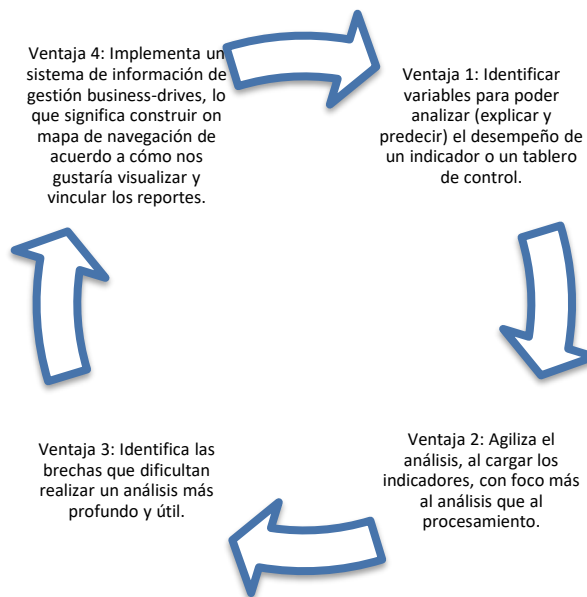 Ventaja 4: Implementa un
sistema de información de
gestión business-drives, lo
que significa construir on
mapa de navegación de
acuerdo a cómo nos
gustaría visualizar y
vincular los reportes.
Ventaja 1: Identificar
variables para poder
analizar (explicar y
predecir) el desempeño de
un indicador o un tablero
de control.
Ventaja 2: Agiliza el
análisis, al cargar los
indicadores, con foco más
al análisis que al
procesamiento.
Ventaja 3: Identifica las
brechas que dificultan
realizar un análisis más
profundo y útil.